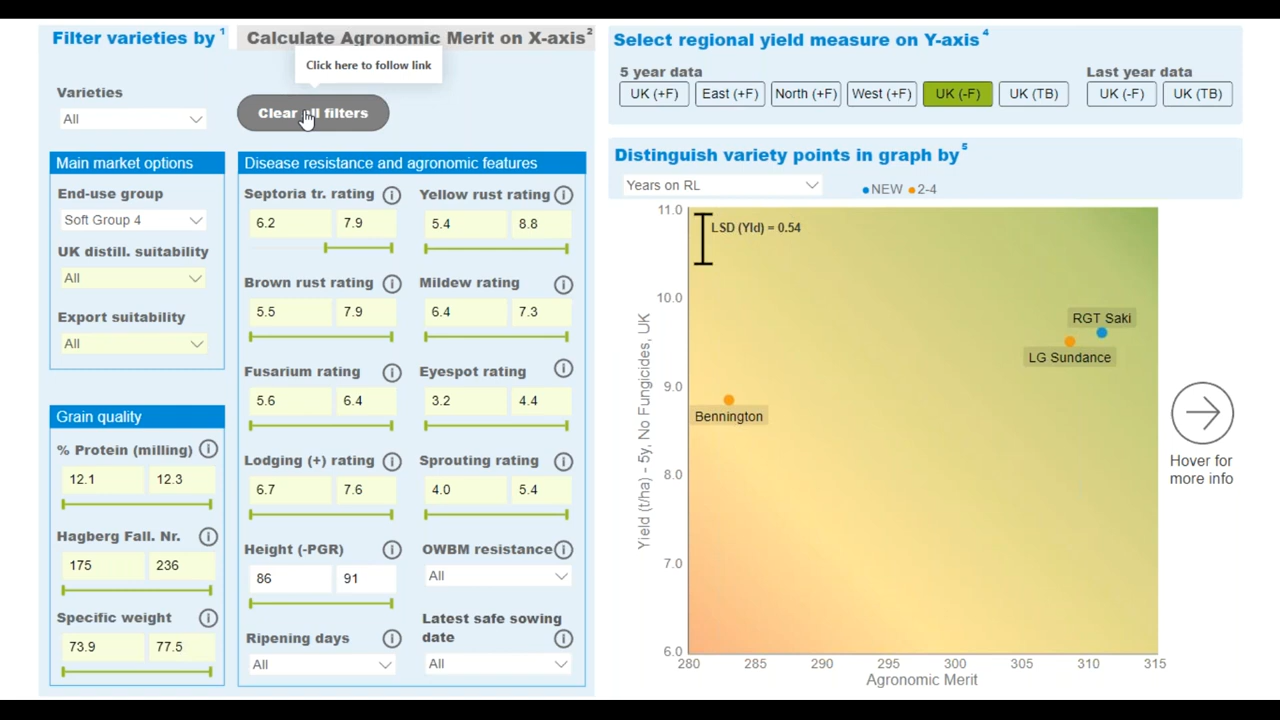 Filter varieties by 1
Calculate Agronomic Merit on X-axis 2
Click here to follow link
Varieties
All
Clear all filters
Main market options
End-use group
Soft Group 4
UK distill. suitability
All
Export suitability
All
Grain quality
% Protein (milling)
12.1 12.3
Hagberg Fall. Nr.
175 236
Specific weight
73.9 77.5
Disease resistance and agronomic features
Septoria tr. rating
6.2 7.9
Yellow rust rating
5.4 8.8
Brown rust rating
5.5 7.9
Mildew rating
6.4 7.3
Fusarium rating
5.6 6.4
Eyespot rating
3.2 4.4
Lodging (+) rating
6.7 7.6
Sprouting rating
4.0 5.4
Height (-PGR)
86 91
OWBM resistance
All
Ripening days
All
Latest safe sowing
date
All
Select regional yield measure on Y-axis 4
5 year data
UK (+F) East (+F) North (+F) West (+F) UK (-F) UK (TB)
Last year data
UK (-F) UK (TB)
Distinguish variety points in graph by 5
Years on RL
NEW 2-4
LSD (Yld) = 0.54
11.0
10.0
9.0
8.0
7.0
6.0
Yield (t/ha) - 5y, No Fungicides, UK
RGT Saki
LG Sundance
Bennington
280 285 290 295 300 305 310 315
Agronomic Merit
Hover for
more info